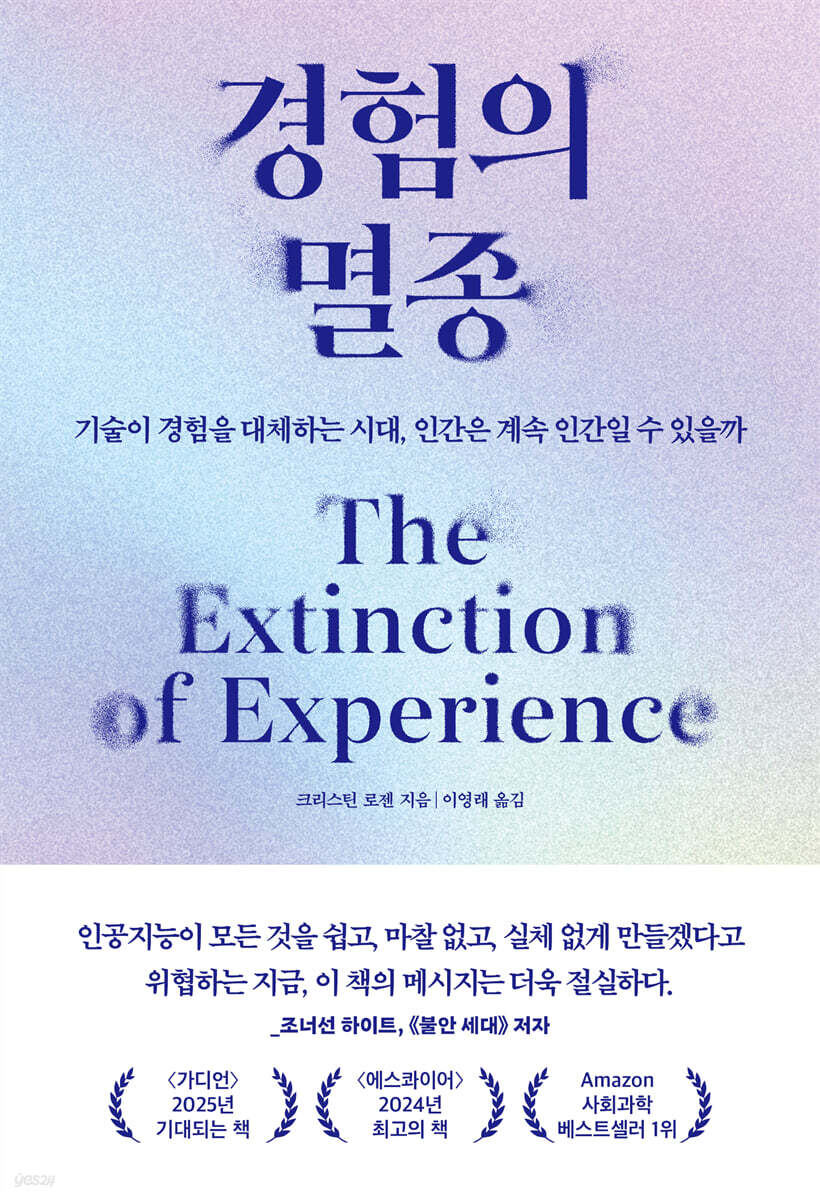 경험의
멸종
기술이 경험을 대체하는 시대, 인간은 계속 인간일 수 있을까
The
Extinction
of Experience
크리스틴 로젠 지음 | 이영래 옮김
인공지능이 모든 것을 쉽고, 마찰 없고, 실체 없게 만들겠다고
위협하는 지금, 이 책의 메시지는 더욱 절실하다.
_조너선 하이트, 《불안 세대》 저자
〈가디언〉
2025년
기대되는 책
〈에스콰이어〉
2024년
최고의 책
Amazon
사회과학
베스트셀러 1위
yes24